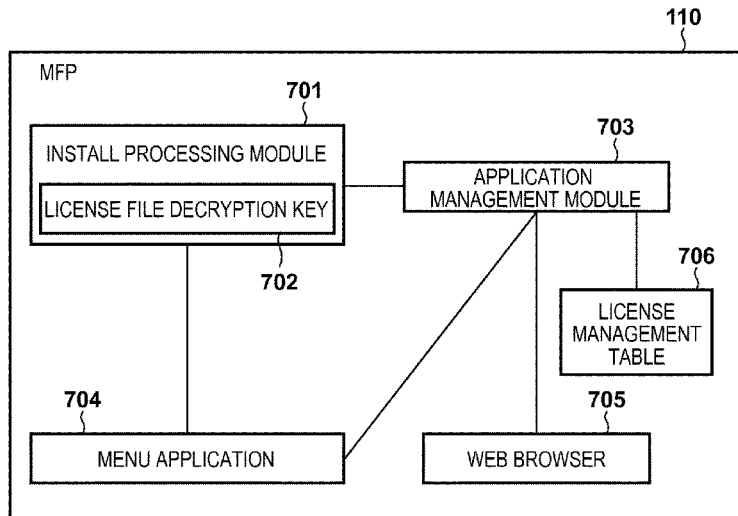 110
MFP
701
INSTALL PROCESSING MODULE
LICENSE FILE DECRYPTION KEY
702
703
APPLICATION
MANAGEMENT MODULE
706
LICENSE
MANAGEMENT
TABLE
704
MENU APPLICATION
705
WEB BROWSER